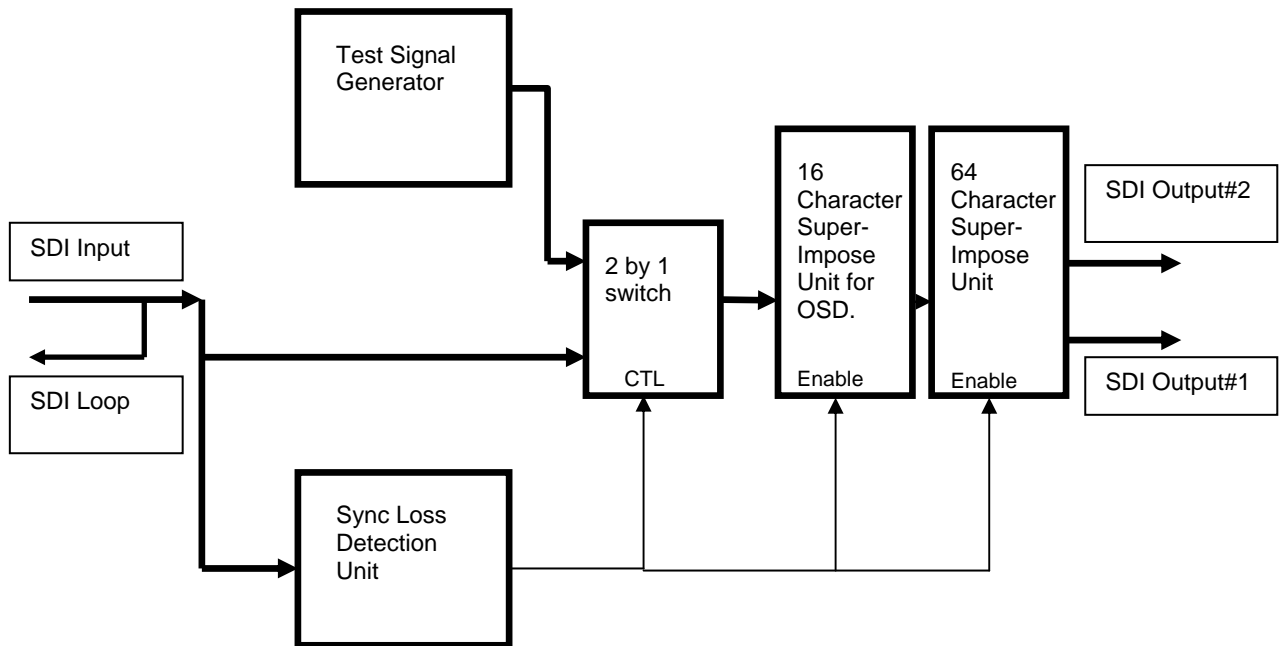 Test Signal
Generator
SDI Input
SDI Loop
2 by 1
switch
CTL
16
Character
Super-
Impose
Unit for
OSD.
Enable
64
Character
Super-
Impose
Unit
Enable
SDI Output#2
SDI Output#1
Sync Loss
Detection
Unit